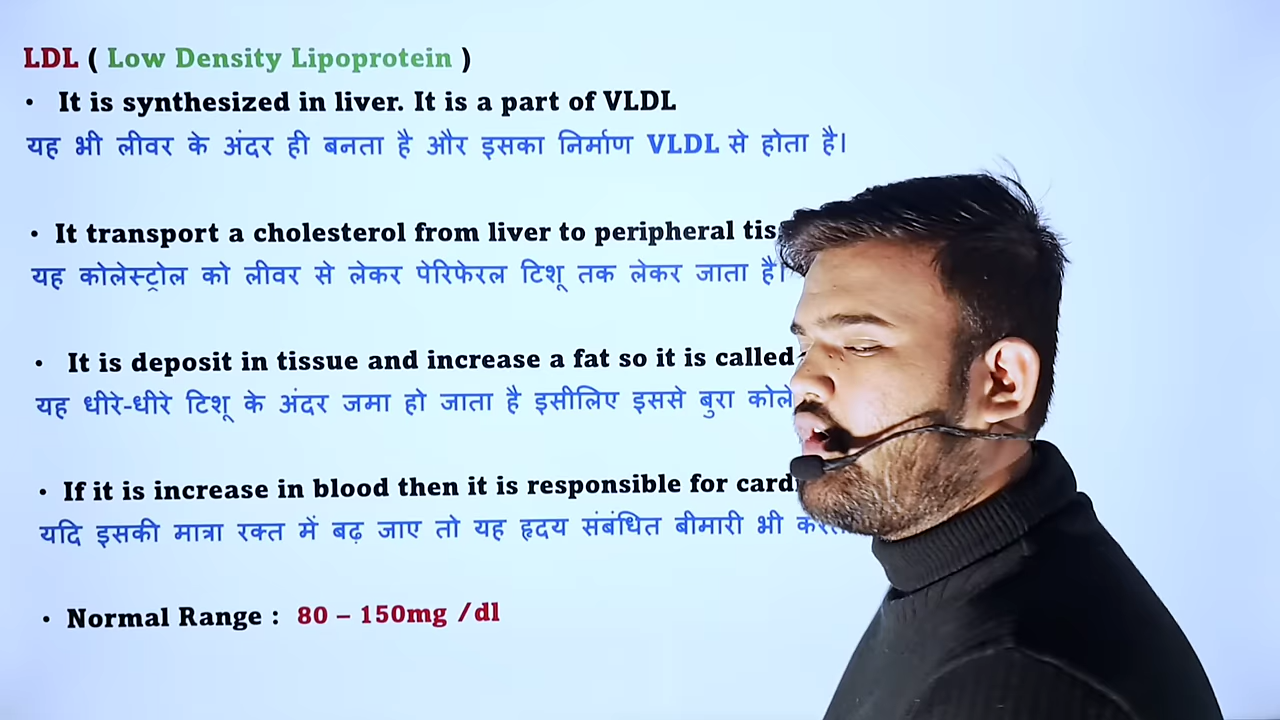 LDL ( Low Density Lipoprotein )
• It is synthesized in liver. It is a part of VLDL
यह भी लीवर के अंदर ही बनता है और इसका निर्माण VLDL से होता है।
• It transport a cholesterol from liver to peripheral
यह कोलेस्ट्रोल को लीवर से लेकर पेरिफेरल टिशू तक लेकर जाता है।
• It is deposit in tissue and increase a fat so it is called
यह धीरे-धीरे टिशू के अंदर जमा हो जाता है इसीलिए इससे बुरा
• If it is increase in blood then it is responsible for
यदि इसकी मात्रा रक्त में बढ़ जाए तो यह हृदय संबंधित बीमारी भी
• Normal Range : 80 – 150mg /dl